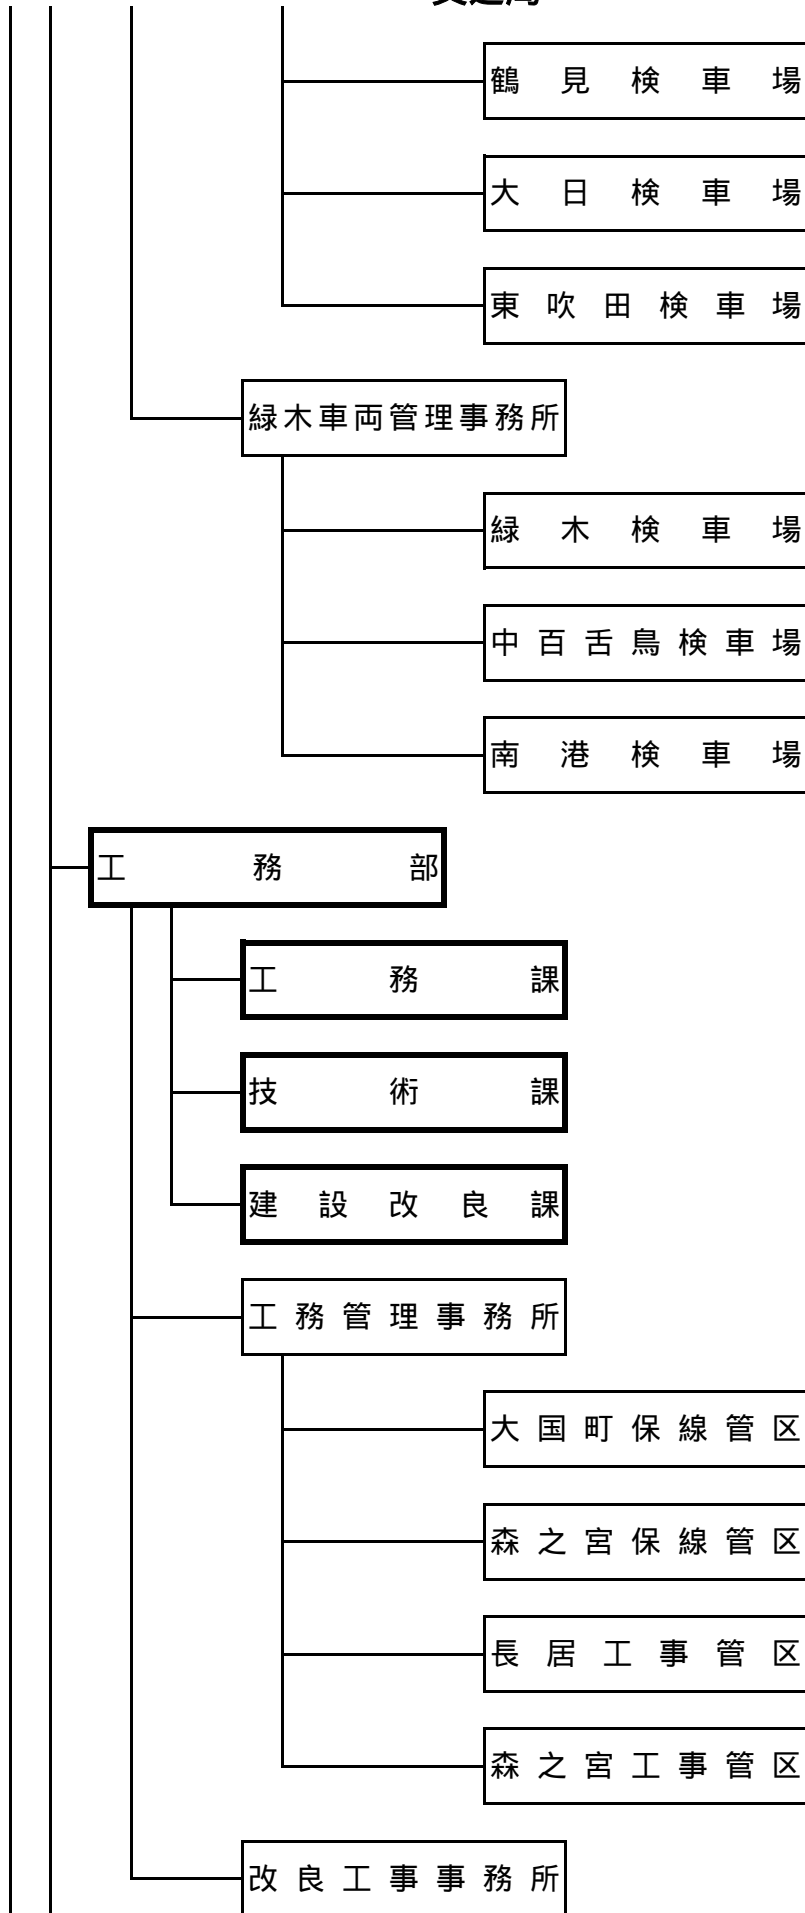 鶴見検車場
大日検車場
東吹田検車場
緑木車両管理事務所
緑木検車場
中百舌鳥検車場
南港検車場
工務部
工務課
技術課
建設改良課
工務管理事務所
大国町保線管区
森之宮保線管区
長居工事管区
森之宮工事管区
改良工事事務所